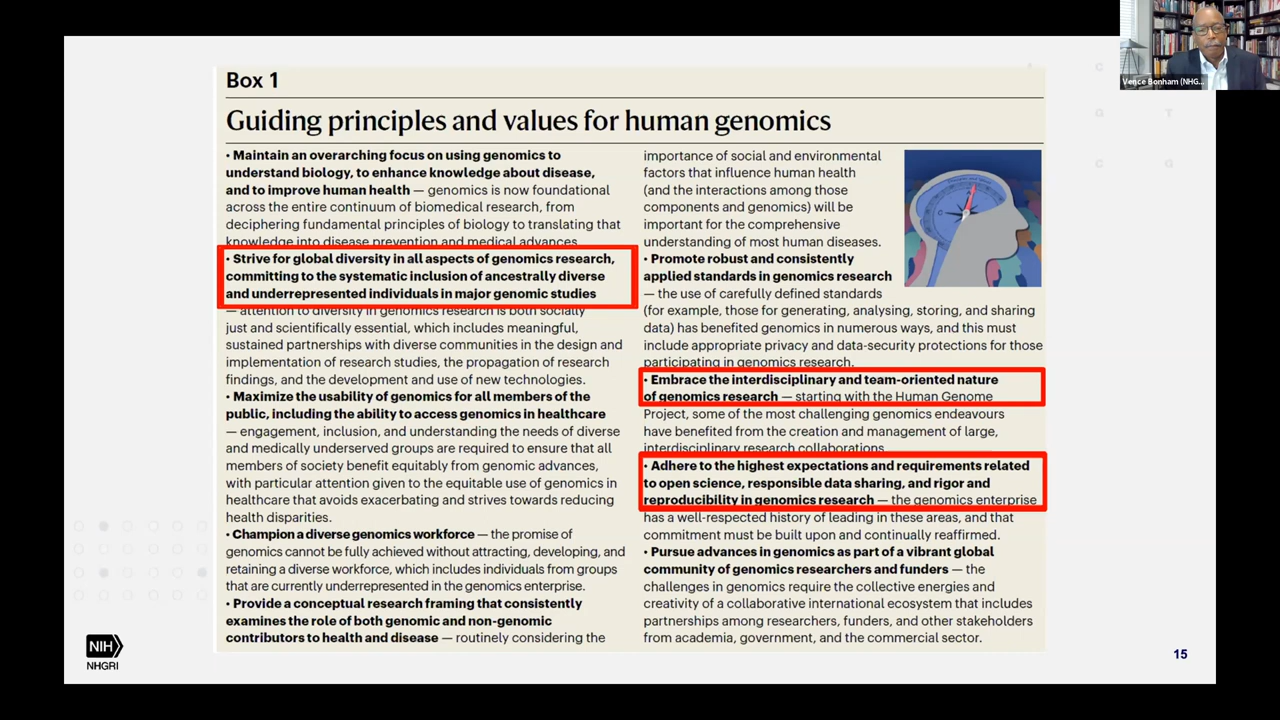 Box 1
Guiding principles and values for human genomics
• Maintain an overarching focus on using genomics to
understand biology, to enhance knowledge about disease,
and to improve human health — genomics is now foundational
across the entire continuum of biomedical research, from
deciphering fundamental principles of biology to translating that
knowledge into disease prevention and medical advances.
• Strive for global diversity in all aspects of genomics research,
committing to the systematic inclusion of ancestrally diverse
and underrepresented individuals in major genomic studies
— attention to diversity in genomics research is both socially
just and scientifically essential, which includes meaningful,
sustained partnerships with diverse communities in the design and
implementation of research studies, the propagation of research
findings, and the development and use of new technologies.
• Maximize the usability of genomics for all members of the
public, including the ability to access genomics in healthcare
— engagement, inclusion, and understanding the needs of diverse
and medically underserved groups are required to ensure that all
members of society benefit equitably from genomic advances,
with particular attention given to the equitable use of genomics in
healthcare that avoids exacerbating and strives towards reducing
health disparities.
• Champion a diverse genomics workforce — the promise of
genomics cannot be fully achieved without attracting, developing, and
retaining a diverse workforce, which includes individuals from groups
that are currently underrepresented in the genomics enterprise.
• Provide a conceptual research framing that consistently
examines the role of both genomic and non-genomic
contributors to health and disease — routinely considering the
importance of social and environmental
factors that influence human health
(and the interactions among those
components and genomics) will be
important for the comprehensive
understanding of most human diseases.
• Promote robust and consistently
applied standards in genomics research
— the use of carefully defined standards
(for example, those for generating, analysing, storing, and sharing
data) has benefited genomics in numerous ways, and this must
include appropriate privacy and data-security protections for those
participating in genomics research.
• Embrace the interdisciplinary and team-oriented nature
of genomics research — starting with the Human Genome
Project, some of the most challenging genomics endeavours
have benefited from the creation and management of large,
interdisciplinary research collaborations.
• Adhere to the highest expectations and requirements related
to open science, responsible data sharing, and rigor and
reproducibility in genomics research — the genomics enterprise
has a well-respected history of leading in these areas, and that
commitment must be built upon and continually reaffirmed.
• Pursue advances in genomics as part of a vibrant global
community of genomics researchers and funders — the
challenges in genomics require the collective energies and
creativity of a collaborative international ecosystem that includes
partnerships among researchers, funders, and other stakeholders
from academia, government, and the commercial sector.
Vence Bonham (NHG...
C
G T
C G
NIH
NHGRI
15